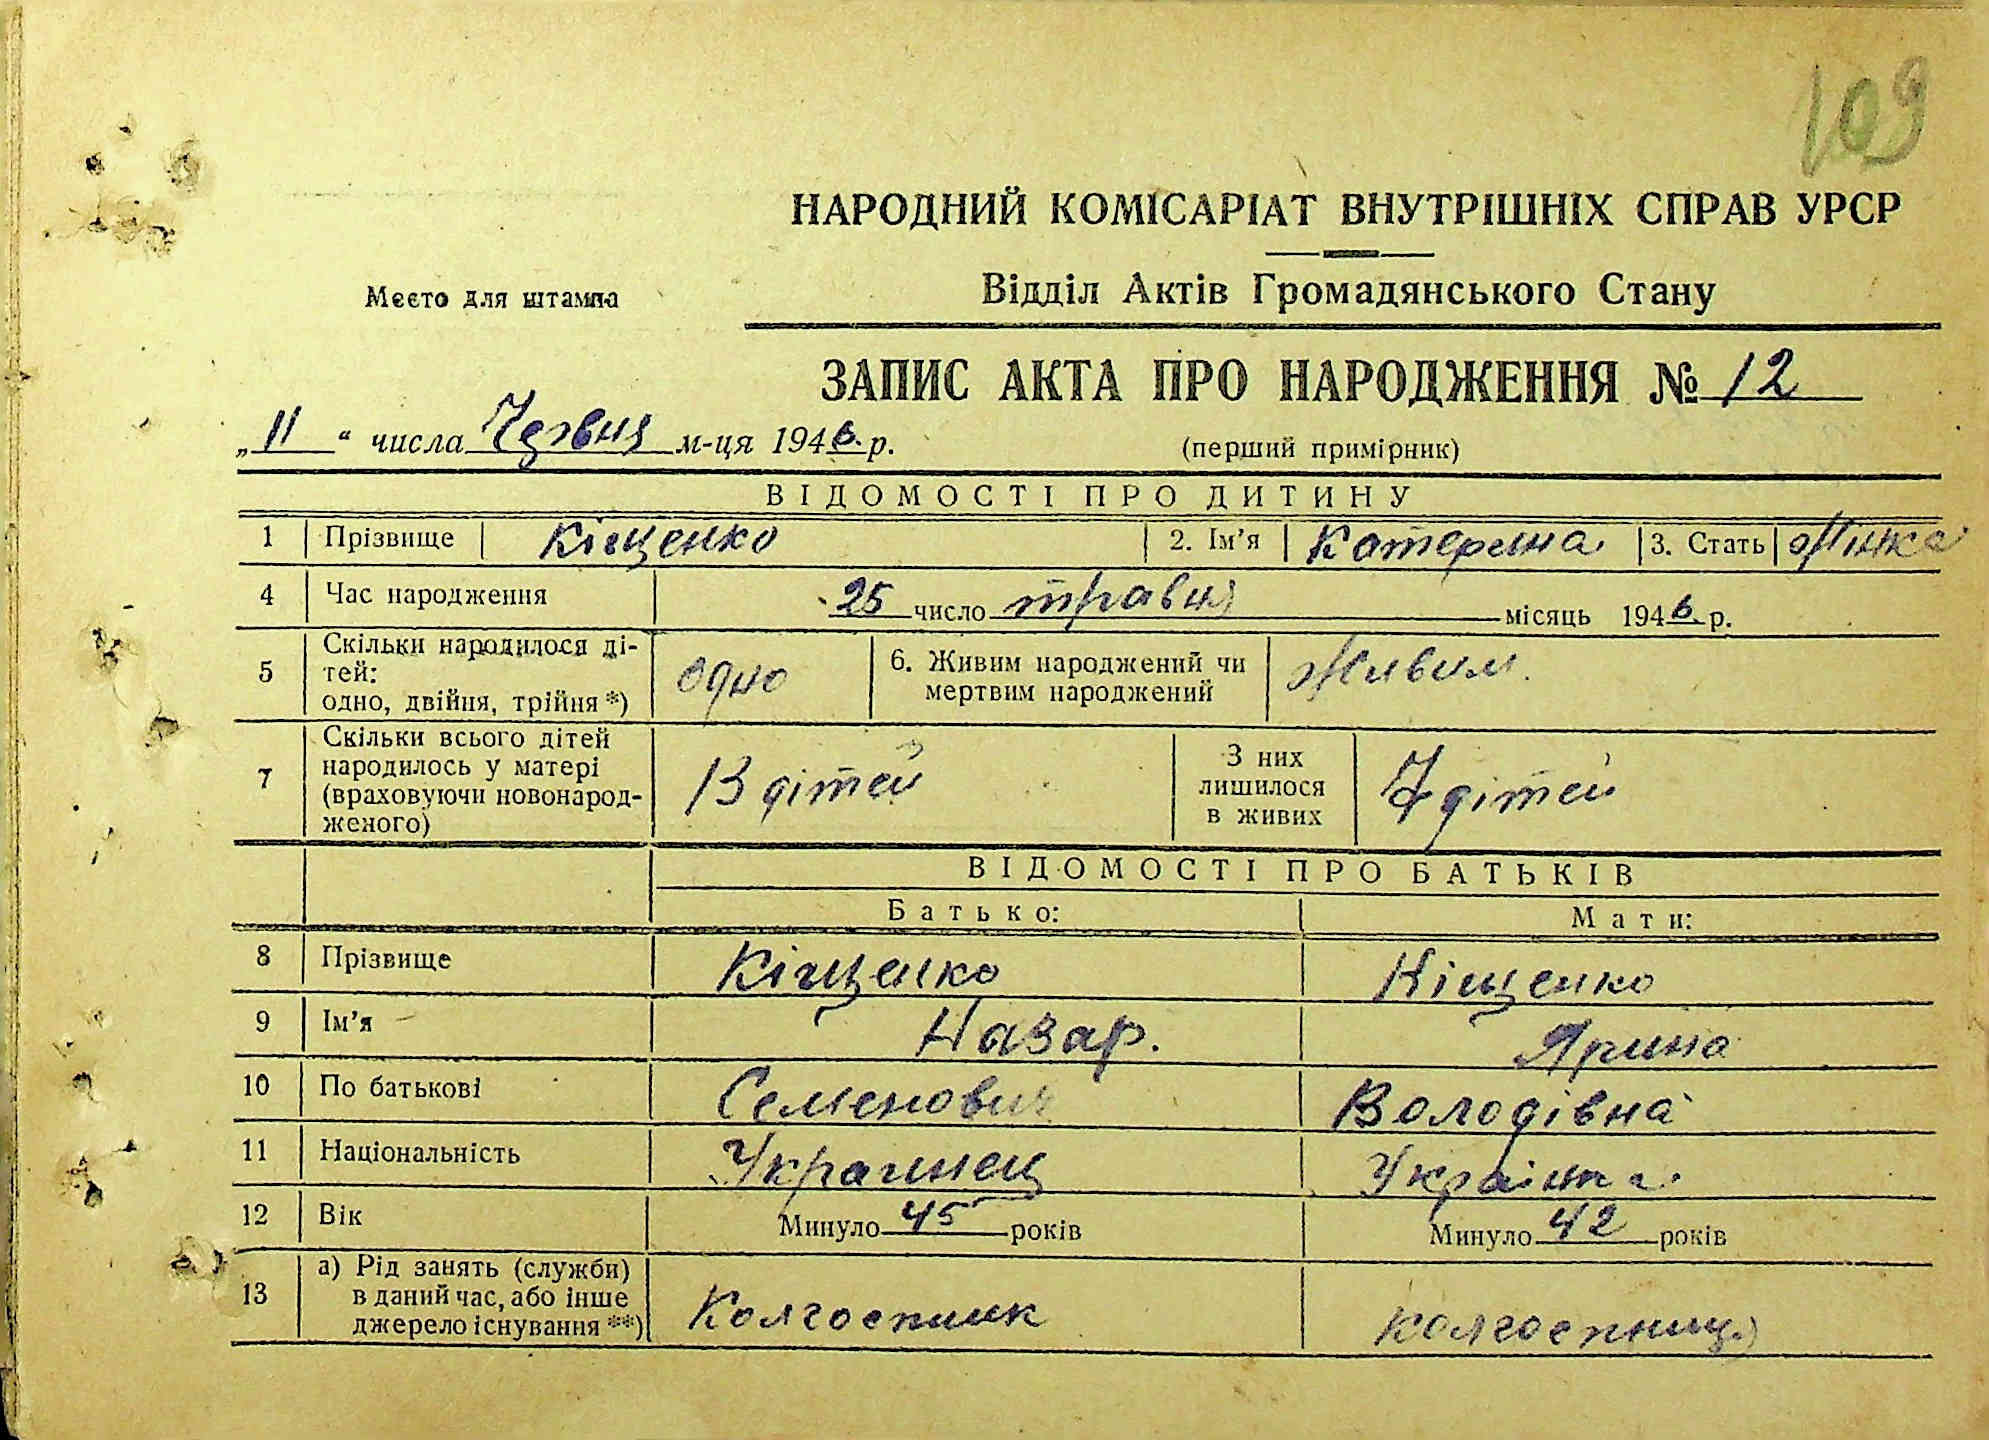 109
НАРОДНИЙ КОМІСАРІАТ ВНУТРІШНІХ СПРАВ УРСР
Место для штампа
Відділ Актів Громадянського Стану
ЗАПИС АКТА ПРО НАРОДЖЕННЯ № 12
„11“ числа Червня м-ця 1946 р. (перший примірник)
ВІДОМОСТІ ПРО ДИТИНУ
1 Прізвище Кіщенко 2. Ім'я Катерина 3. Стать Жінка
4 Час народження 25 число травня місяць 1946 р.
5 Скільки народилося ді-
тей:
одно, двійня, трійня *) одно 6. Живим народжений чи
мертвим народжений Живим.
7 Скільки всього дітей
народилось у матері
(враховуючи новонарод-
женого) 13 дітей З них
лишилося
в живих 7 дітей
ВІДОМОСТІ ПРО БАТЬКІВ
Батько: Мати:
8 Прізвище Кіщенко Кіщенко
9 Ім'я Назар. Ярина
10 По батькові Семенович Володівна
11 Національність Украинец Українка
12 Вік Минуло 45 років Минуло 42 років
13 а) Рід занять (служби)
в даний час, або інше
джерело існування **) Колгоспник колгоспниця